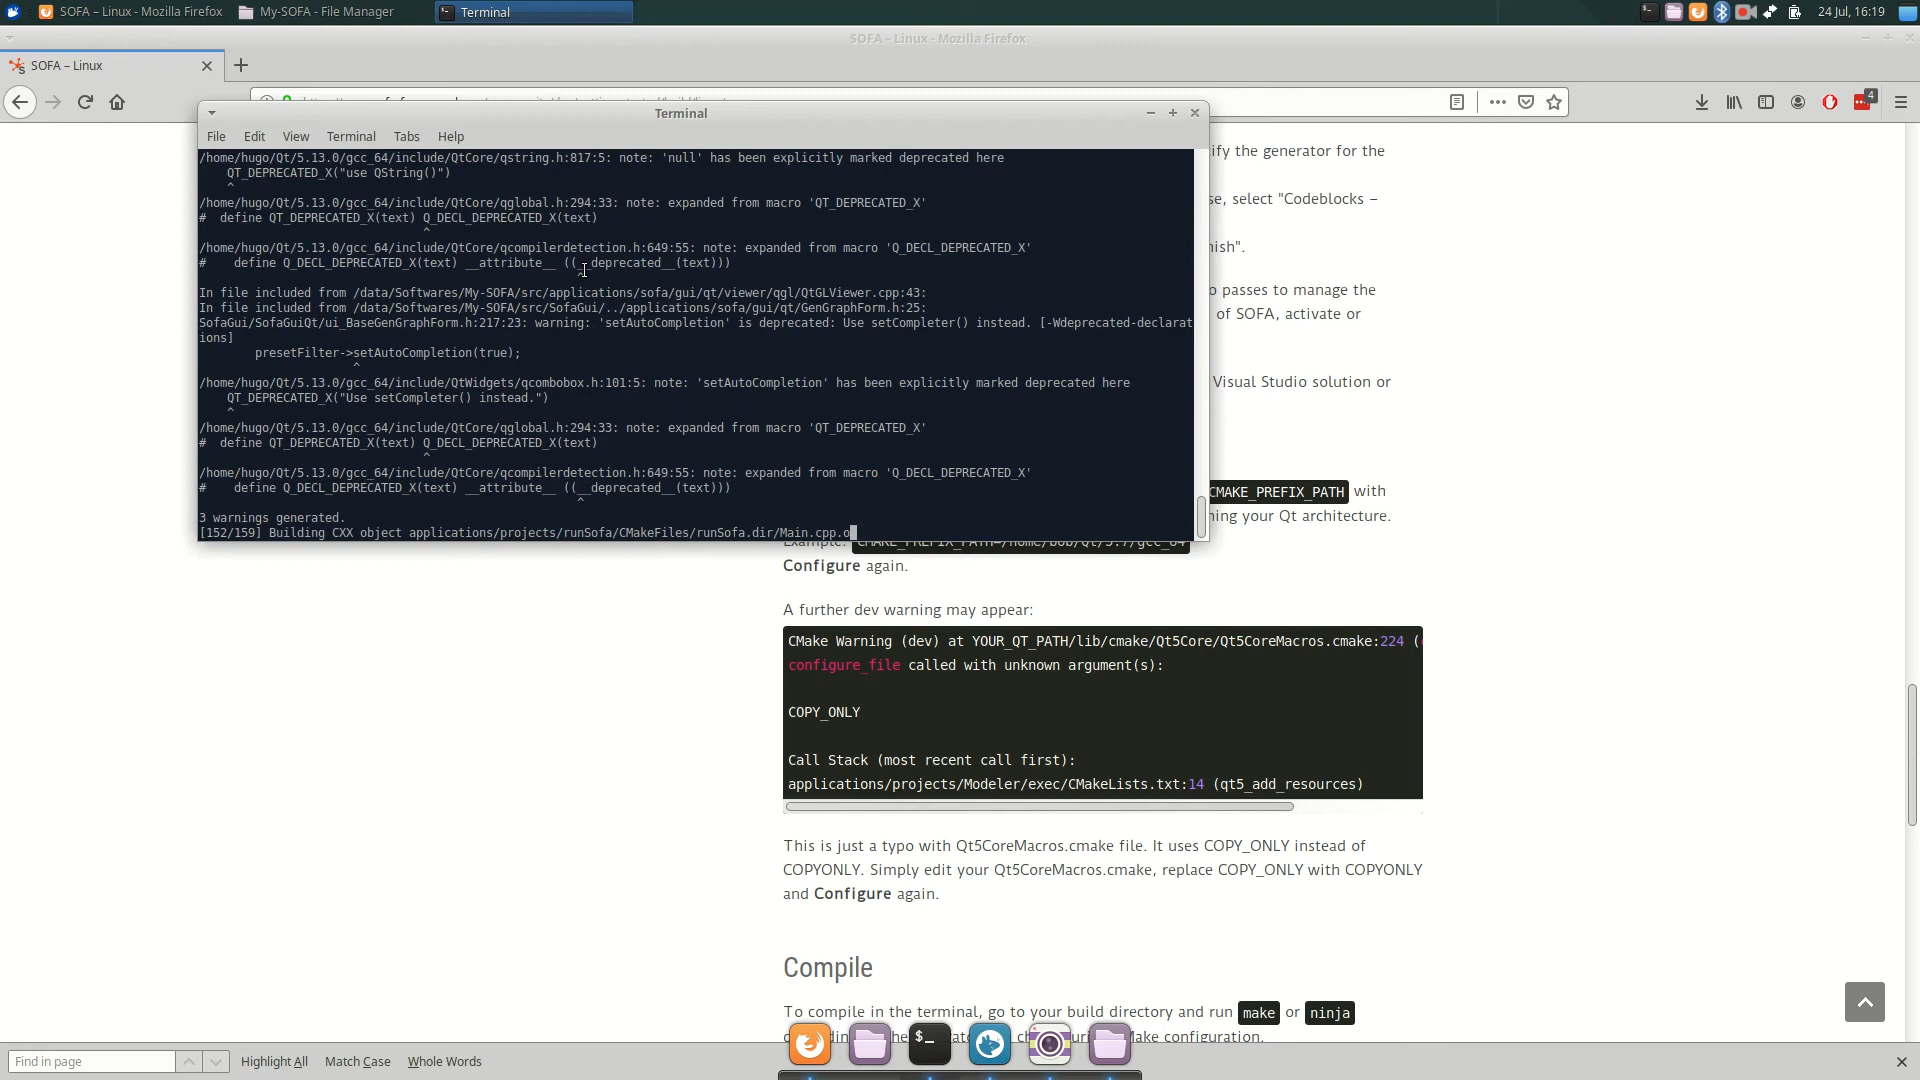 SOFA – Linux - Mozilla Firefox
My-SOFA - File Manager
Terminal
24 Jul, 16:19
SOFA – Linux - Mozilla Firefox
SOFA – Linux
4
Terminal
File Edit View Terminal Tabs Help
/home/hugo/Qt/5.13.0/gcc_64/include/QtCore/qstring.h:817:5: note: 'null' has been explicitly marked deprecated here
    QT_DEPRECATED_X("use QString()")
    ^
/home/hugo/Qt/5.13.0/gcc_64/include/QtCore/qglobal.h:294:33: note: expanded from macro 'QT_DEPRECATED_X'
#  define QT_DEPRECATED_X(text) Q_DECL_DEPRECATED_X(text)
                                ^
/home/hugo/Qt/5.13.0/gcc_64/include/QtCore/qcompilerdetection.h:649:55: note: expanded from macro 'Q_DECL_DEPRECATED_X'
#    define Q_DECL_DEPRECATED_X(text) __attribute__ ((__deprecated__(text)))
In file included from /data/Softwares/My-SOFA/src/applications/sofa/gui/qt/viewer/qgl/QtGLViewer.cpp:43:
In file included from /data/Softwares/My-SOFA/src/SofaGui/../applications/sofa/gui/qt/GenGraphForm.h:25:
SofaGui/SofaGuiQt/ui_BaseGenGraphForm.h:217:23: warning: 'setAutoCompletion' is deprecated: Use setCompleter() instead. [-Wdeprecated-declarat
ions]
        presetFilter->setAutoCompletion(true);
                      ^
/home/hugo/Qt/5.13.0/gcc_64/include/QtWidgets/qcombobox.h:101:5: note: 'setAutoCompletion' has been explicitly marked deprecated here
    QT_DEPRECATED_X("Use setCompleter() instead.")
    ^
/home/hugo/Qt/5.13.0/gcc_64/include/QtCore/qglobal.h:294:33: note: expanded from macro 'QT_DEPRECATED_X'
#  define QT_DEPRECATED_X(text) Q_DECL_DEPRECATED_X(text)
                                ^
/home/hugo/Qt/5.13.0/gcc_64/include/QtCore/qcompilerdetection.h:649:55: note: expanded from macro 'Q_DECL_DEPRECATED_X'
#    define Q_DECL_DEPRECATED_X(text) __attribute__ ((__deprecated__(text)))
                                                      ^
3 warnings generated.
[152/159] Building CXX object applications/projects/runSofa/CMakeFiles/runSofa.dir/Main.cpp.o
ify the generator for the
se, select "Codeblocks –
nish".
o passes to manage the
of SOFA, activate or
Visual Studio solution or
CMAKE_PREFIX_PATH with
ning your Qt architecture.
Example: CMAKE_PREFIX_PATH=/home/bob/Qt/5.7/gcc_64
Configure again.
A further dev warning may appear:
CMake Warning (dev) at YOUR_QT_PATH/lib/cmake/Qt5Core/Qt5CoreMacros.cmake:224 (
configure_file called with unknown argument(s):
COPY_ONLY
Call Stack (most recent call first):
applications/projects/Modeler/exec/CMakeLists.txt:14 (qt5_add_resources)
This is just a typo with Qt5CoreMacros.cmake file. It uses COPY_ONLY instead of
COPYONLY. Simply edit your Qt5CoreMacros.cmake, replace COPY_ONLY with COPYONLY
and Configure again.
Compile
To compile in the terminal, go to your build directory and run make or ninja
Make configuration.
$_
Find in page
Highlight All Match Case Whole Words